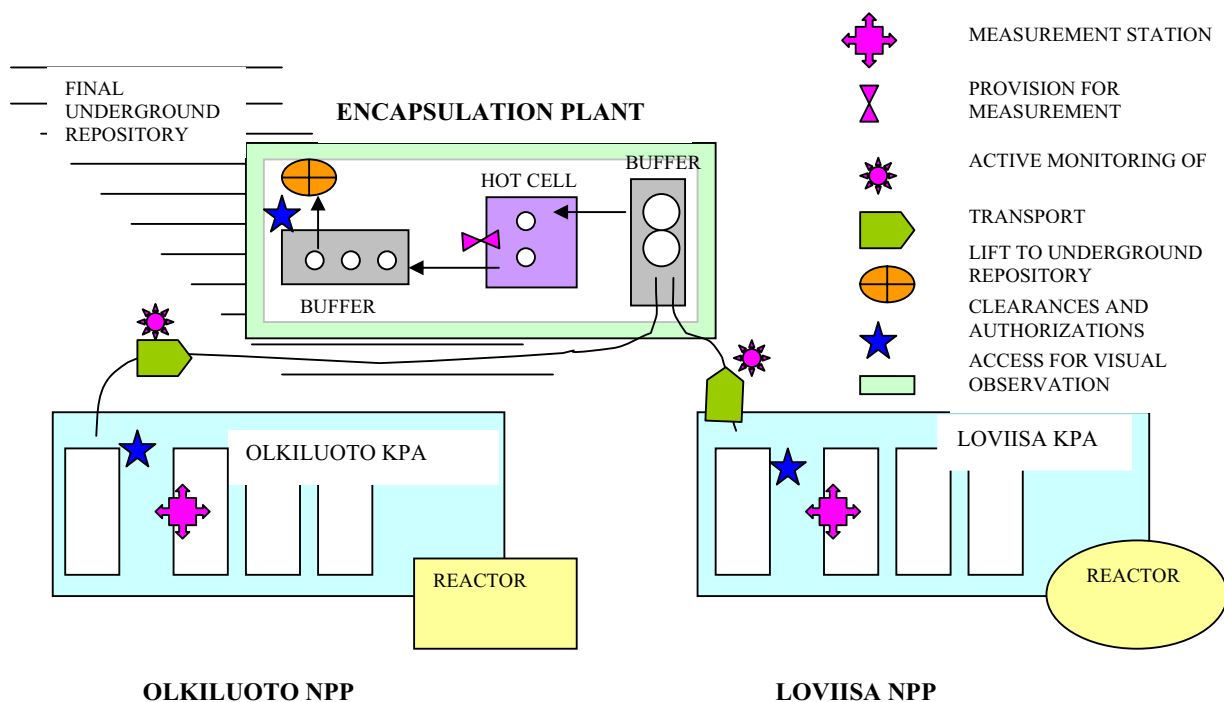 FINAL
UNDERGROUND
REPOSITORY
ENCAPSULATION PLANT
BUFFER
HOT CELL
BUFFER
MEASUREMENT STATION
PROVISION FOR
MEASUREMENT
ACTIVE MONITORING OF
TRANSPORT
LIFT TO UNDERGROUND
REPOSITORY
CLEARANCES AND
AUTHORIZATIONS
ACCESS FOR VISUAL
OBSERVATION
OLKILUOTO KPA
LOVIISA KPA
REACTOR
REACTOR
OLKILUOTO NPP
LOVIISA NPP